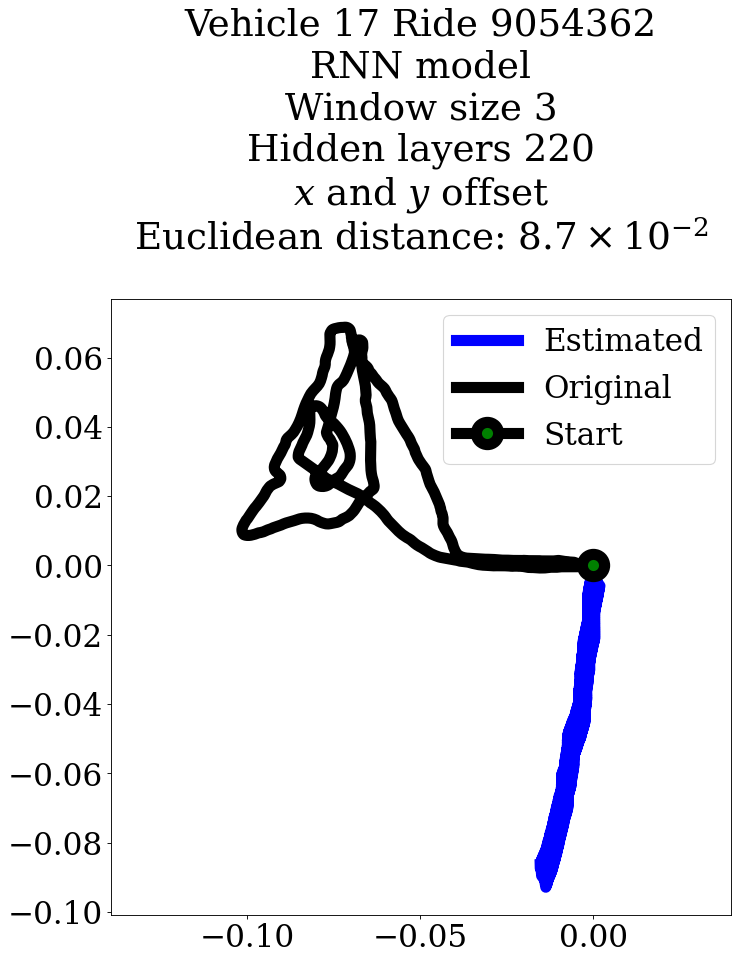 Vehicle 17 Ride 9054362
RNN model
Window size 3
Hidden layers 220
x and y offset
Euclidean distance: 8.7 × 10⁻²
Estimated
Original
Start
0.06
0.04
0.02
0.00
−0.02
−0.04
−0.06
−0.08
−0.10
−0.10 −0.05 0.00